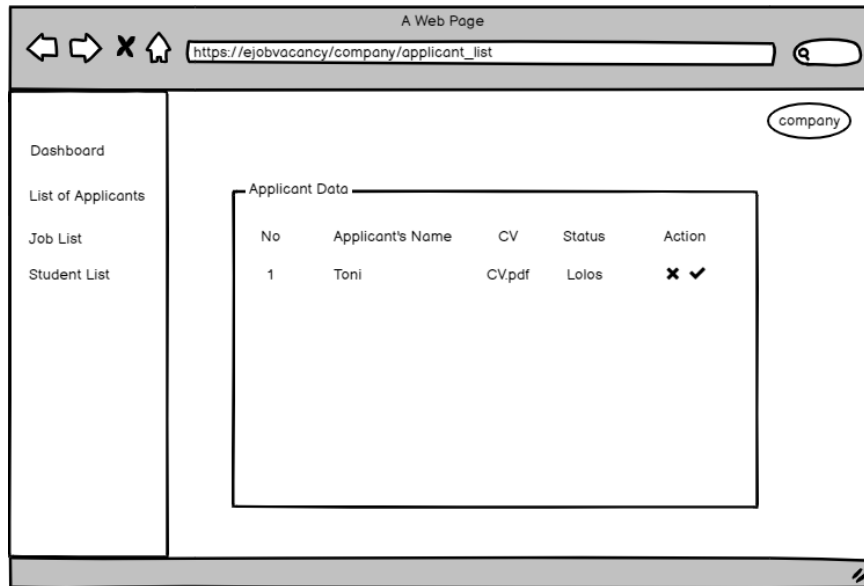 A Web Page
https://ejobvacancy/company/applicant_list
company
Dashboard
List of Applicants
Job List
Student List
Applicant Data
No Applicant's Name CV Status Action
1 Toni CV.pdf Lolos